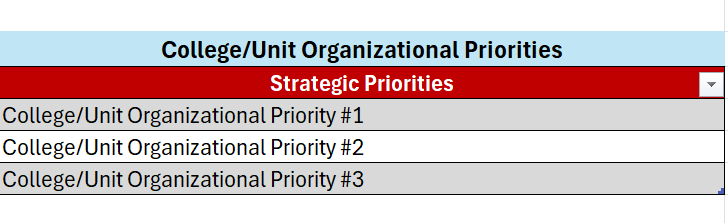 College/Unit Organizational Priorities
Strategic Priorities
College/Unit Organizational Priority #1
College/Unit Organizational Priority #2
College/Unit Organizational Priority #3